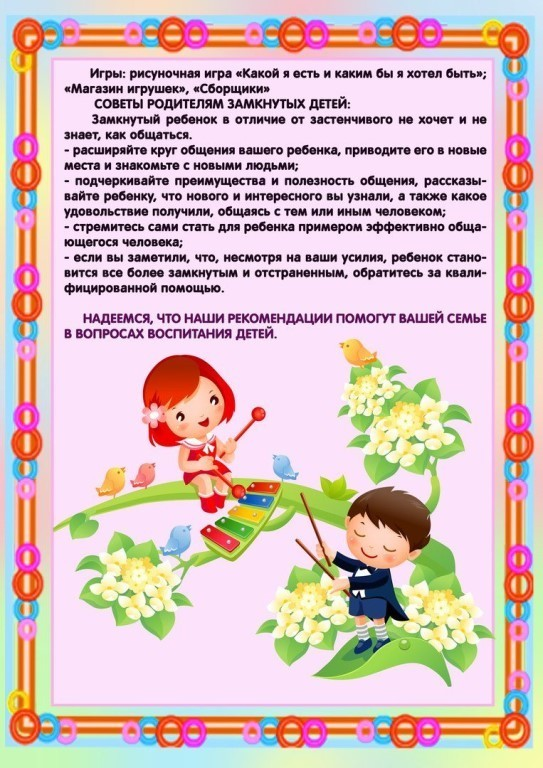 Игры: рисуночная игра «Какой я есть и каким бы я хотел быть»;
«Магазин игрушек», «Сборщики»
СОВЕТЫ РОДИТЕЛЯМ ЗАМКНУТЫХ ДЕТЕЙ:
Замкнутый ребенок в отличие от застенчивого не хочет и не
знает, как общаться.
- расширяйте круг общения вашего ребенка, приводите его в новые
места и знакомьте с новыми людьми;
- подчеркивайте преимущества и полезность общения, рассказы-
вайте ребенку, что нового и интересного вы узнали, а также какое
удовольствие получили, общаясь с тем или иным человеком;
- стремитесь сами стать для ребенка примером эффективно обща-
ющегося человека;
- если вы заметили, что, несмотря на ваши усилия, ребенок стано-
вится все более замкнутым и отстраненным, обратитесь за квали-
фицированной помощью.
НАДЕЕМСЯ, ЧТО НАШИ РЕКОМЕНДАЦИИ ПОМОГУТ ВАШЕЙ СЕМЬЕ
В ВОПРОСАХ ВОСПИТАНИЯ ДЕТЕЙ.